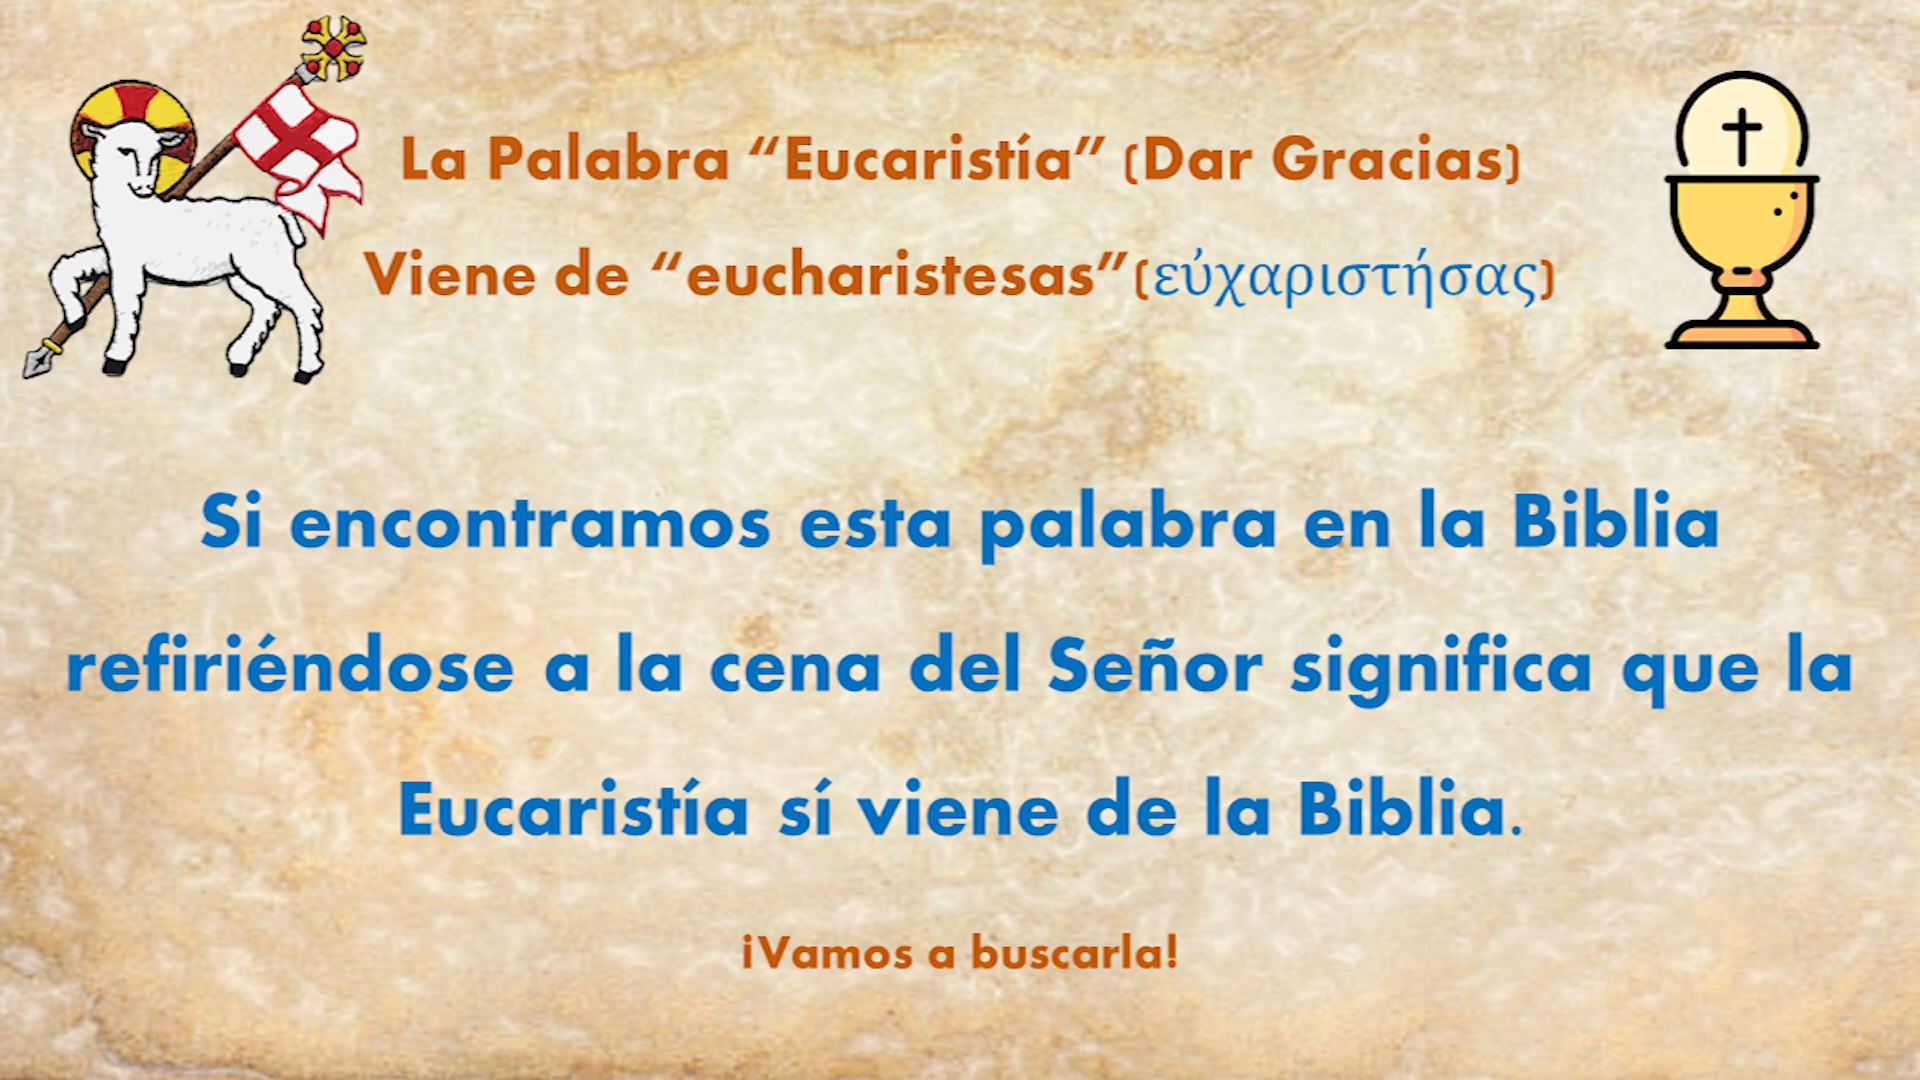 La Palabra “Eucaristía” (Dar Gracias)
Viene de “eucharistesas”(εὐχαριστήσας)
Si encontramos esta palabra en la Biblia
refiriéndose a la cena del Señor significa que la
Eucaristía sí viene de la Biblia.
¡Vamos a buscarla!